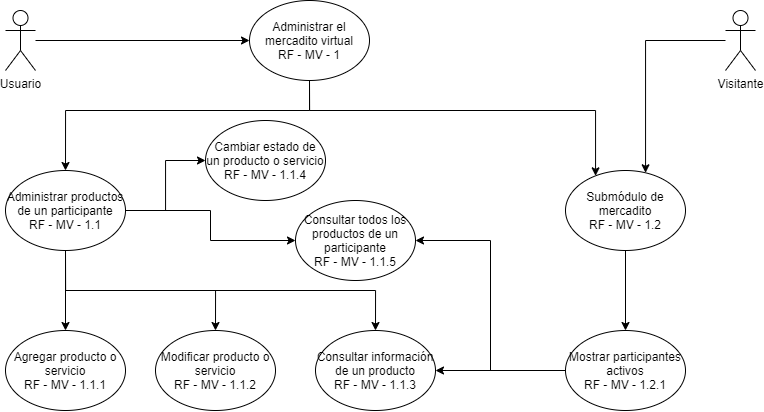 Administrar el
mercadito virtual
RF - MV - 1
Usuario
Visitante
Cambiar estado de
un producto o servicio
RF - MV - 1.1.4
Administrar productos
de un participante
RF - MV - 1.1
Submódulo de
mercadito
RF - MV - 1.2
Consultar todos los
productos de un
participante
RF - MV - 1.1.5
Agregar producto o
servicio
RF - MV - 1.1.1
Modificar producto o
servicio
RF - MV - 1.1.2
Consultar información
de un producto
RF - MV - 1.1.3
Mostrar participantes
activos
RF - MV - 1.2.1